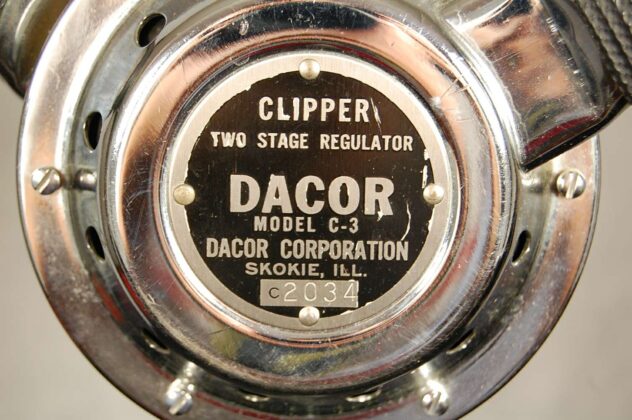 CLIPPER
TWO STAGE REGULATOR
DACOR
MODEL C-3
DACOR CORPORATION
SKOKIE, ILL.
C2034